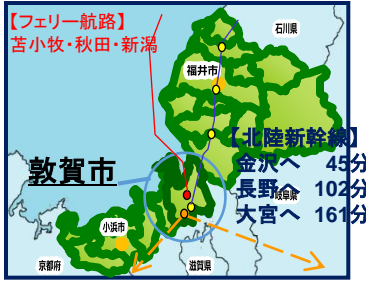 【フェリー航路】
苫小牧・秋田・新潟
石川県
福井市
【北陸新幹線】
金沢へ 45分
長野へ 102分
大宮へ 161分
敦賀市
岐阜県
小浜市
京都府
滋賀県